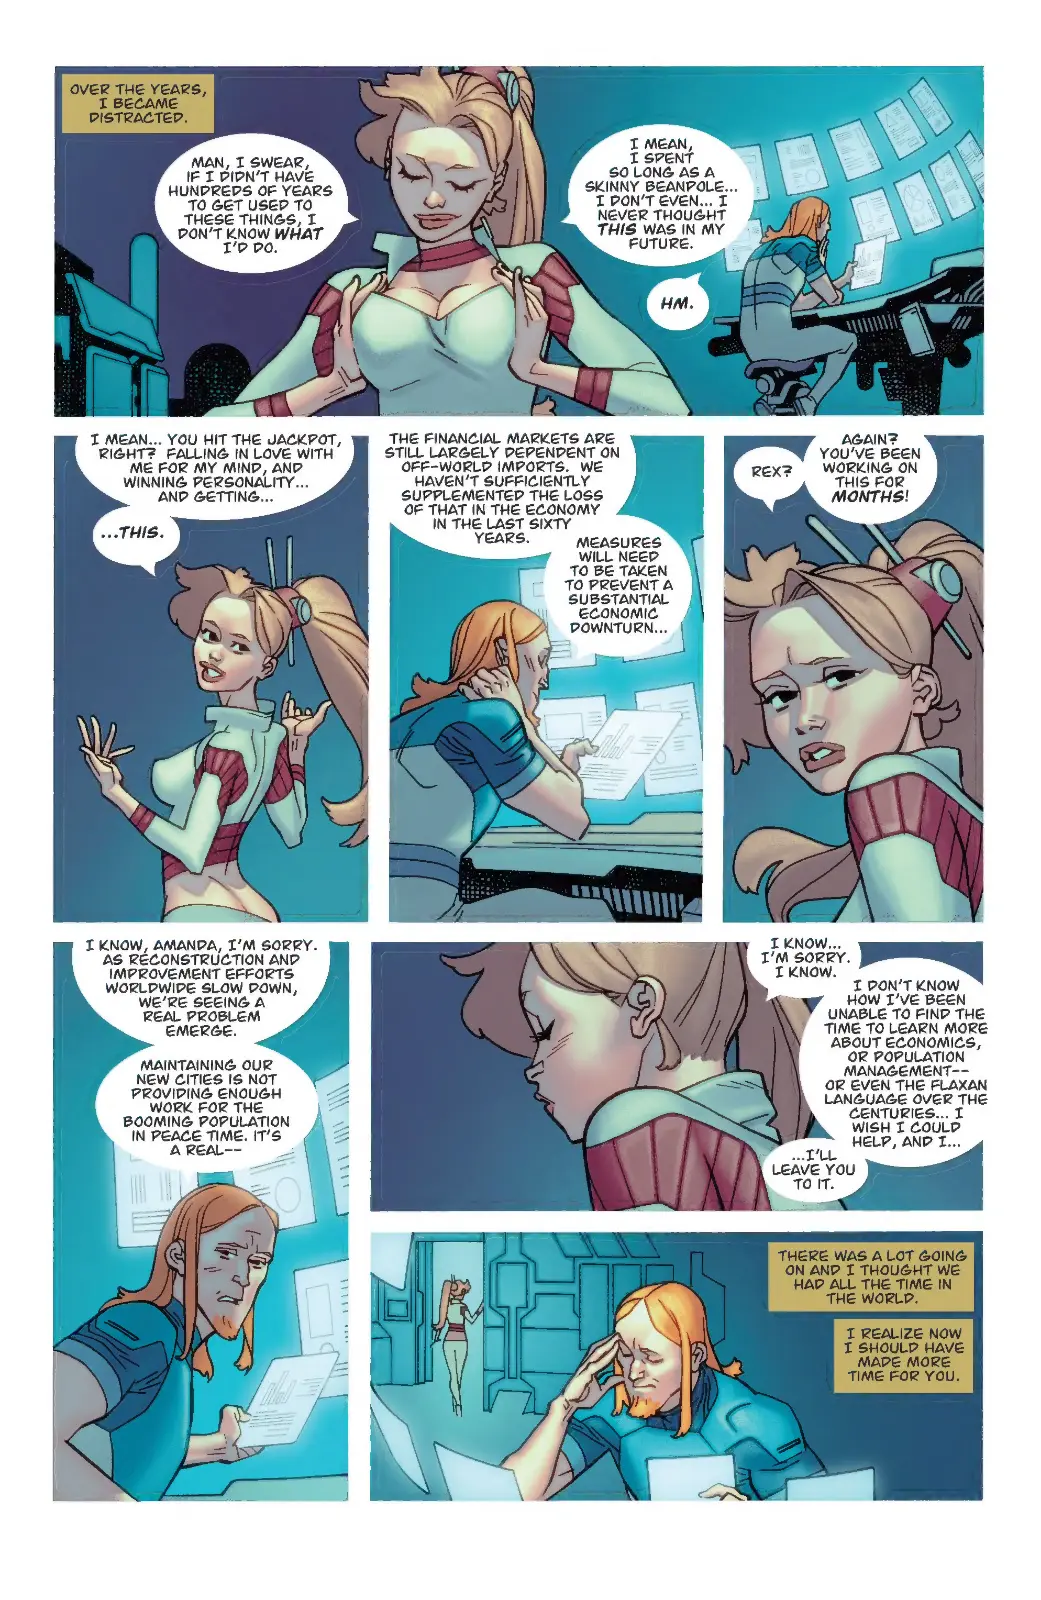 OVER THE YEARS,
I BECAME
DISTRACTED.
MAN, I SWEAR,
IF I DIDN'T HAVE
HUNDREDS OF YEARS
TO GET USED TO
THESE THINGS, I
DON'T KNOW WHAT
I'D DO.
I MEAN,
I SPENT
SO LONG AS A
SKINNY BEANPOLE...
I DON'T EVEN... I
NEVER THOUGHT
THIS WAS IN MY
FUTURE.
HM.
I MEAN... YOU HIT THE JACKPOT,
RIGHT? FALLING IN LOVE WITH
ME FOR MY MIND, AND
WINNING PERSONALITY...
AND GETTING...
...THIS.
THE FINANCIAL MARKETS ARE
STILL LARGELY DEPENDENT ON
OFF-WORLD IMPORTS. WE
HAVEN'T SUFFICIENTLY
SUPPLEMENTED THE LOSS
OF THAT IN THE ECONOMY
IN THE LAST SIXTY
YEARS.
MEASURES
WILL NEED
TO BE TAKEN
TO PREVENT A
SUBSTANTIAL
ECONOMIC
DOWNTURN...
REX?
AGAIN?
YOU'VE BEEN
WORKING ON
THIS FOR
MONTHS!
I KNOW, AMANDA, I'M SORRY.
AS RECONSTRUCTION AND
IMPROVEMENT EFFORTS
WORLDWIDE SLOW DOWN,
WE'RE SEEING A
REAL PROBLEM
EMERGE.
MAINTAINING OUR
NEW CITIES IS NOT
PROVIDING ENOUGH
WORK FOR THE
BOOMING POPULATION
IN PEACE TIME. IT'S
A REAL--
I KNOW...
I'M SORRY.
I KNOW.
I DON'T KNOW
HOW I'VE BEEN
UNABLE TO FIND THE
TIME TO LEARN MORE
ABOUT ECONOMICS,
OR POPULATION
MANAGEMENT--
OR EVEN THE FLAXAN
LANGUAGE OVER THE
CENTURIES... I
WISH I COULD
HELP, AND I...
...I'LL
LEAVE YOU
TO IT.
THERE WAS A LOT GOING
ON AND I THOUGHT WE
HAD ALL THE TIME IN
THE WORLD.
I REALIZE NOW
I SHOULD HAVE
MADE MORE
TIME FOR YOU.